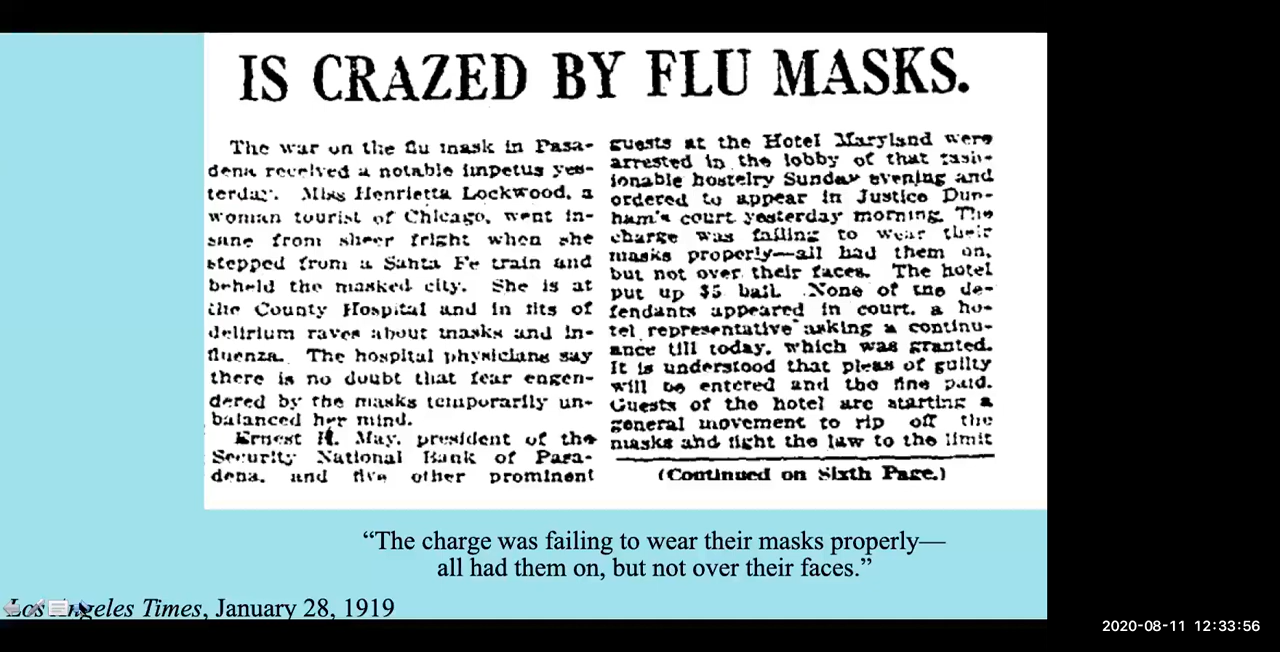 IS CRAZED BY FLU MASKS.
The war on the flu mask in Pasa-
dena received a notable impetus yes-
terday. Miss Henrietta Lockwood, a
woman tourist of Chicago, went in-
sane from sheer fright when she
stepped from a Santa Fe train and
beheld the masked city. She is at
the County Hospital and in fits of
delirium raves about masks and in-
fluenza. The hospital physicians say
there is no doubt that fear engen-
dered by the masks temporarily un-
balanced her mind.
Ernest H. May, president of the
Security National Bank of Pasa-
dena, and five other prominent
guests at the Hotel Maryland were
arrested in the lobby of that fash-
ionable hostelry Sunday evening and
ordered to appear in Justice Dun-
ham's court yesterday morning. The
charge was failing to wear their
masks properly—all had them on,
but not over their faces. The hotel
put up $5 bail. None of the de-
fendants appeared in court, a ho-
tel representative asking a continu-
ance till today, which was granted.
It is understood that pleas of guilty
will be entered and the fine paid.
Guests of the hotel are starting a
general movement to rip off the
masks and fight the law to the limit
(Continued on Sixth Page.)
“The charge was failing to wear their masks properly—
all had them on, but not over their faces.”
Los Angeles Times, January 28, 1919
2020-08-11 12:33:56